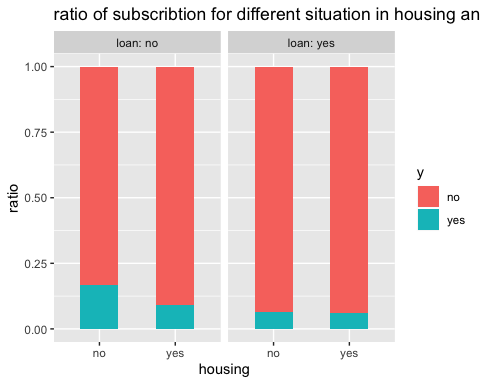 ratio of subscribtion for different situation in housing an
loan: no
loan: yes
1.00
0.75
0.50
0.25
0.00
ratio
no
yes
no
yes
housing
y
no
yes